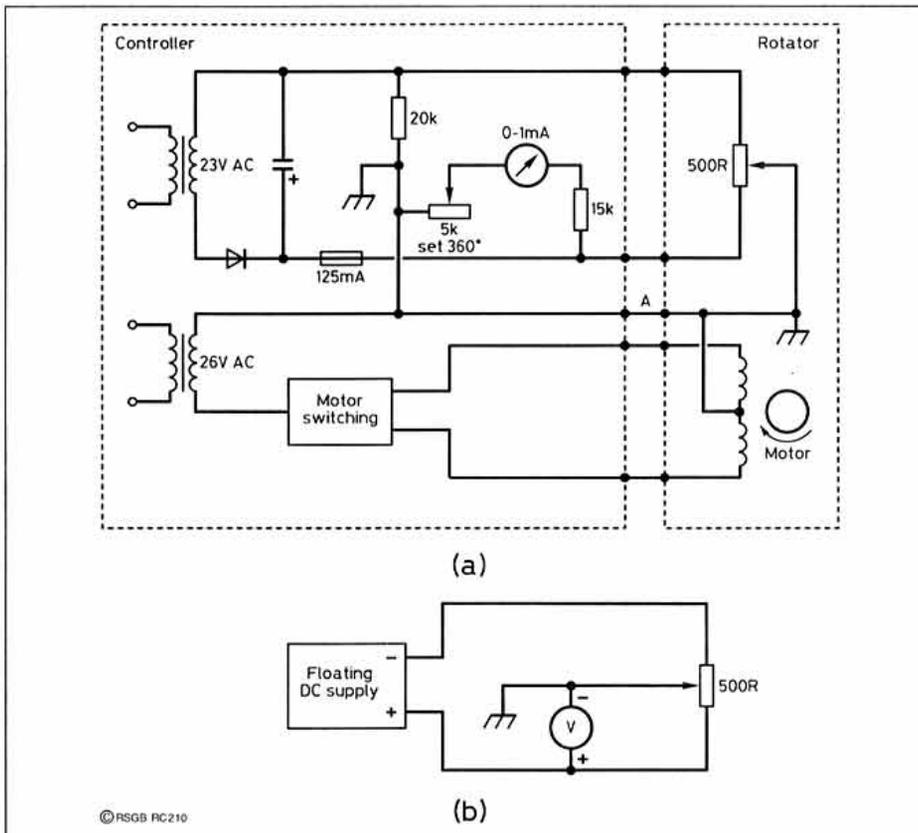 Controller
Rotator
20k
0-1mA
23V AC
500R
+
15k
5k
set 360°
125mA
A
26V AC
Motor
switching
Motor
(a)
Floating
DC supply
−
+
500R
−
V
+
(b)
©RSGB RC210